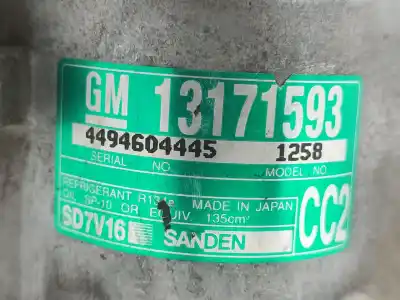 GM 13171593
4494604445 1258
SERIAL NO. MODEL NO.
REFRIGERANT R134a MADE IN JAPAN
OIL SP-10 OR EQUIV. 135cm³
SD7V16 SANDEN CC2